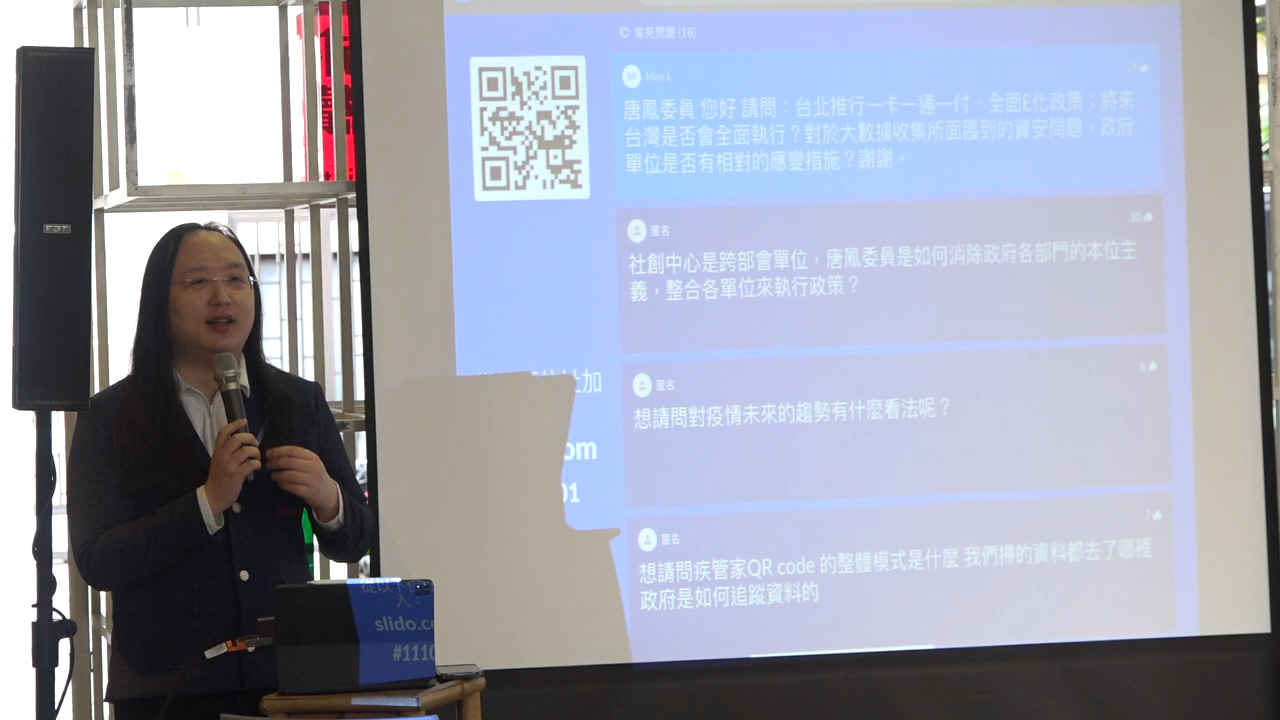 常見問題 (18)
Miss L
唐鳳委員 您好 請問：台北推行一卡一通一付、全面E化政策；將來
台灣是否會全面執行？對於大數據收集所面臨到的資安問題，政府
單位是否有相對的應變措施？謝謝。
匿名
10
社創中心是跨部會單位，唐鳳委員是如何消除政府各部門的本位主
義，整合各單位來執行政策？
匿名
8
想請問對疫情未來的趨勢有什麼看法呢？
匿名
7
想請問疾管家QR code 的整體模式是什麼 我們掃的資料都去了哪裡
政府是如何追蹤資料的
址加
om
01
入：
slido.co
#1110
FBT